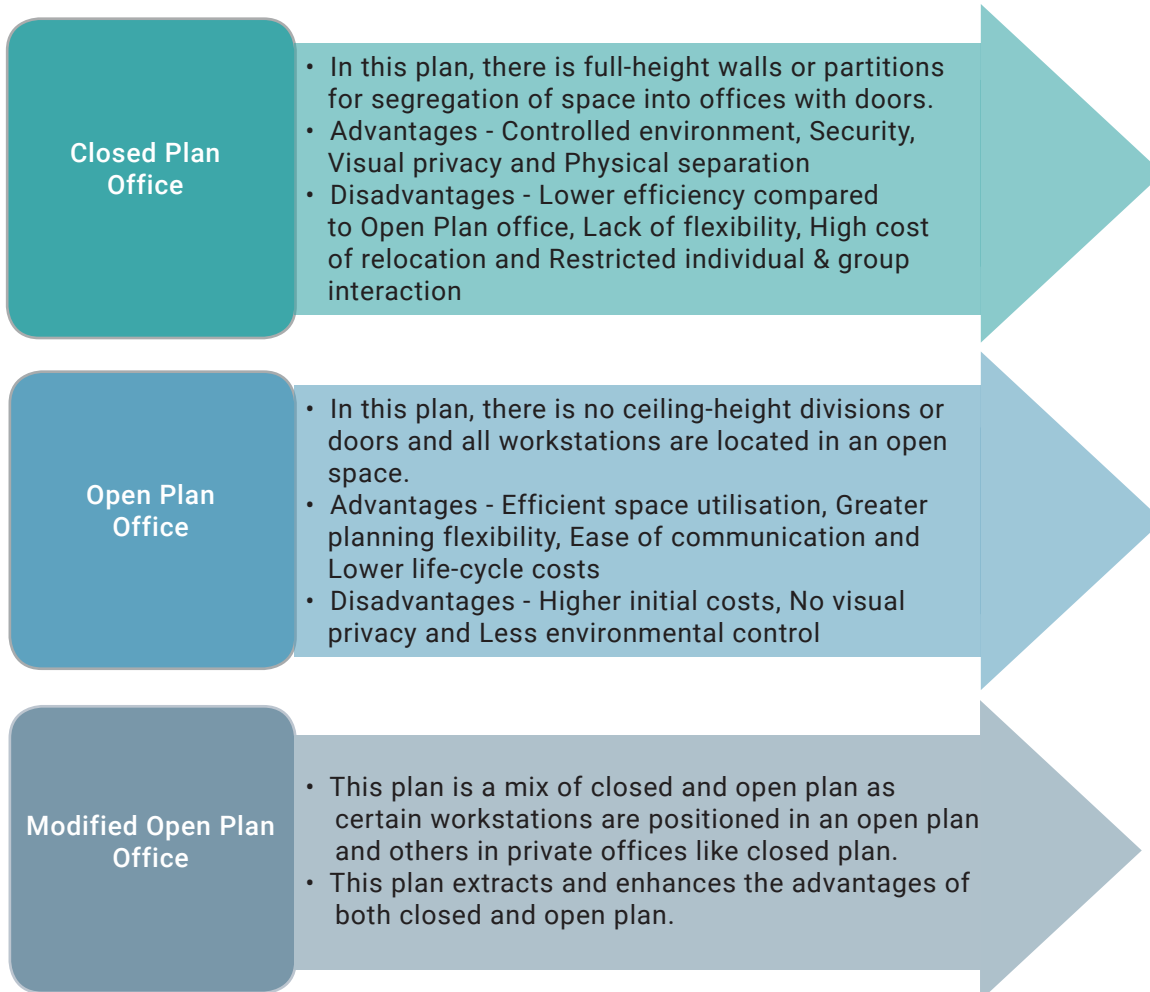 Closed Plan
Office
• In this plan, there is full-height walls or partitions
for segregation of space into offices with doors.
• Advantages - Controlled environment, Security,
Visual privacy and Physical separation
• Disadvantages - Lower efficiency compared
to Open Plan office, Lack of flexibility, High cost
of relocation and Restricted individual & group
interaction
Open Plan
Office
• In this plan, there is no ceiling-height divisions or
doors and all workstations are located in an open
space.
• Advantages - Efficient space utilisation, Greater
planning flexibility, Ease of communication and
Lower life-cycle costs
• Disadvantages - Higher initial costs, No visual
privacy and Less environmental control
Modified Open Plan
Office
• This plan is a mix of closed and open plan as
certain workstations are positioned in an open plan
and others in private offices like closed plan.
• This plan extracts and enhances the advantages of
both closed and open plan.